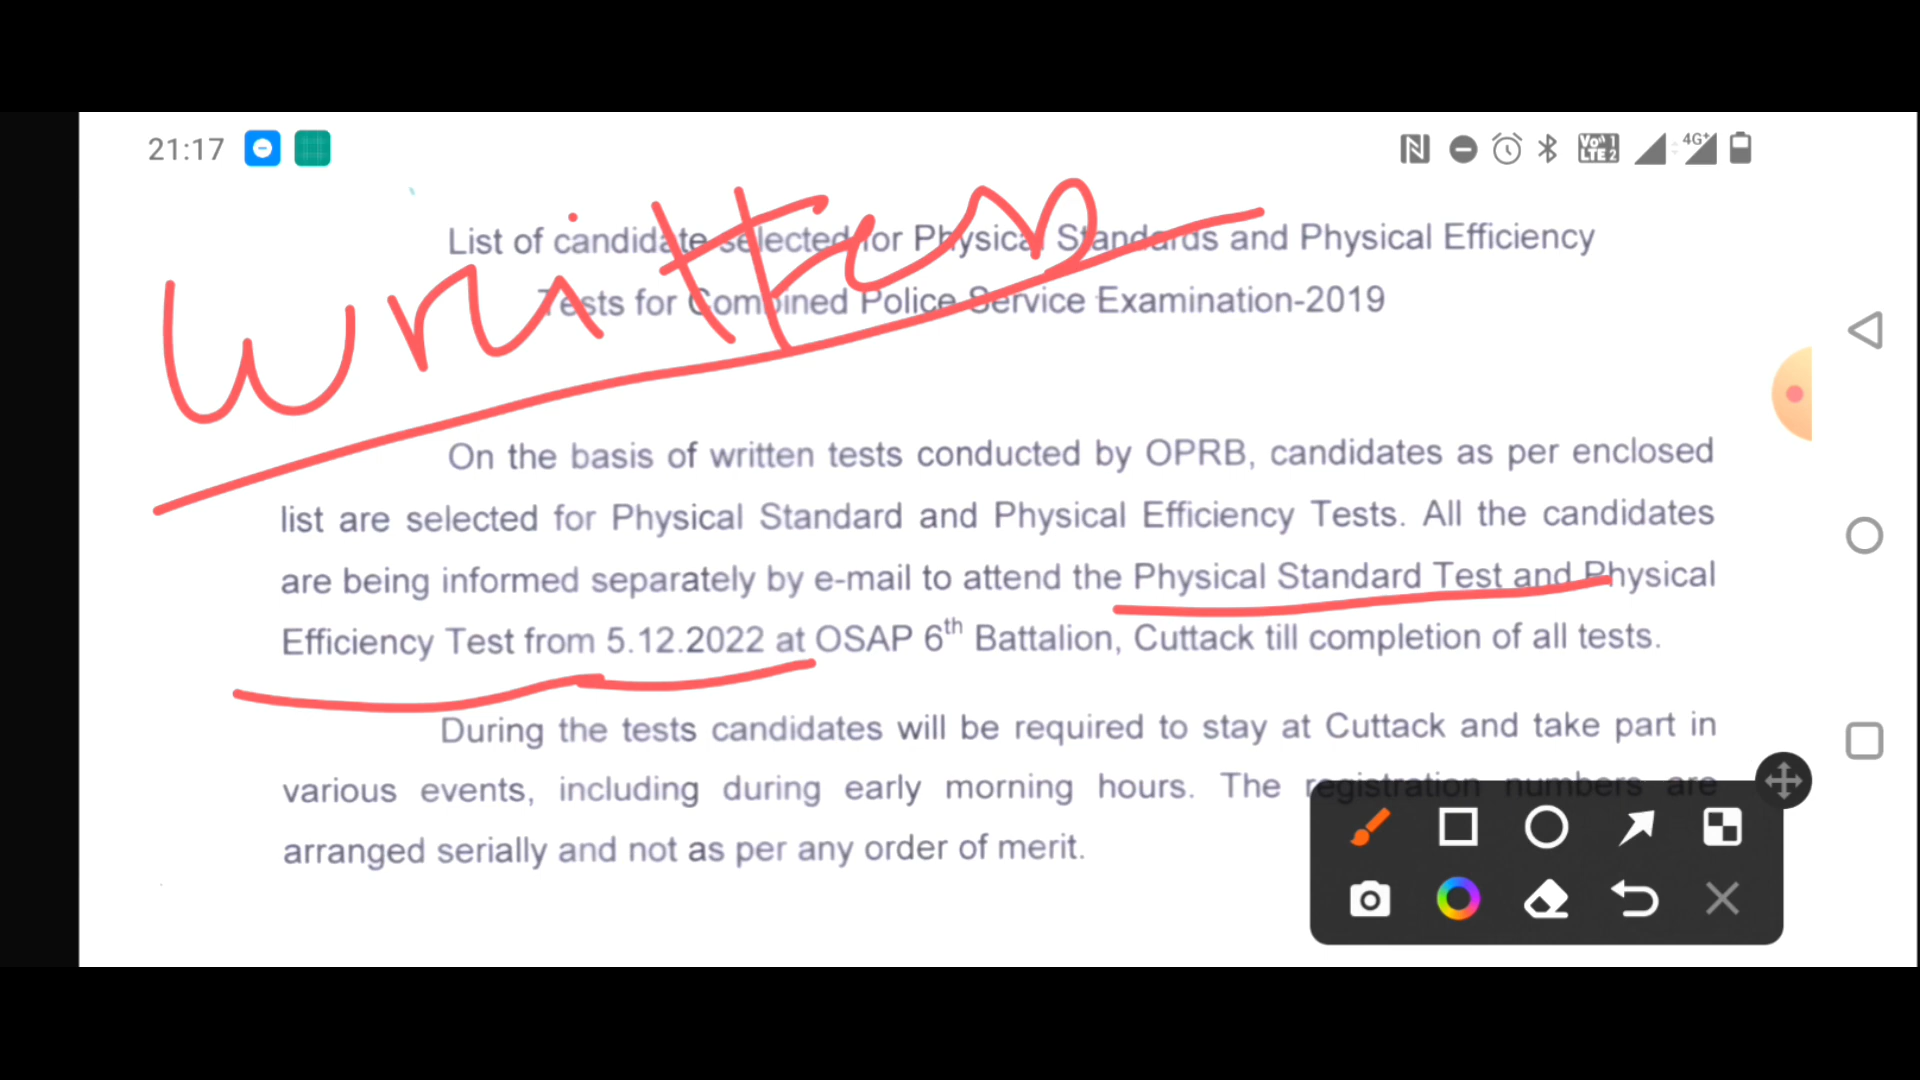 21:17
Vo 1
LTE 2
4G+
Written
List of candidate selected for Physical Standards and Physical Efficiency
Tests for Combined Police Service Examination-2019
On the basis of written tests conducted by OPRB, candidates as per enclosed
list are selected for Physical Standard and Physical Efficiency Tests. All the candidates
are being informed separately by e-mail to attend the Physical Standard Test and Physical
Efficiency Test from 5.12.2022 at OSAP 6th Battalion, Cuttack till completion of all tests.
During the tests candidates will be required to stay at Cuttack and take part in
various events, including during early morning hours. The registration numbers are
arranged serially and not as per any order of merit.